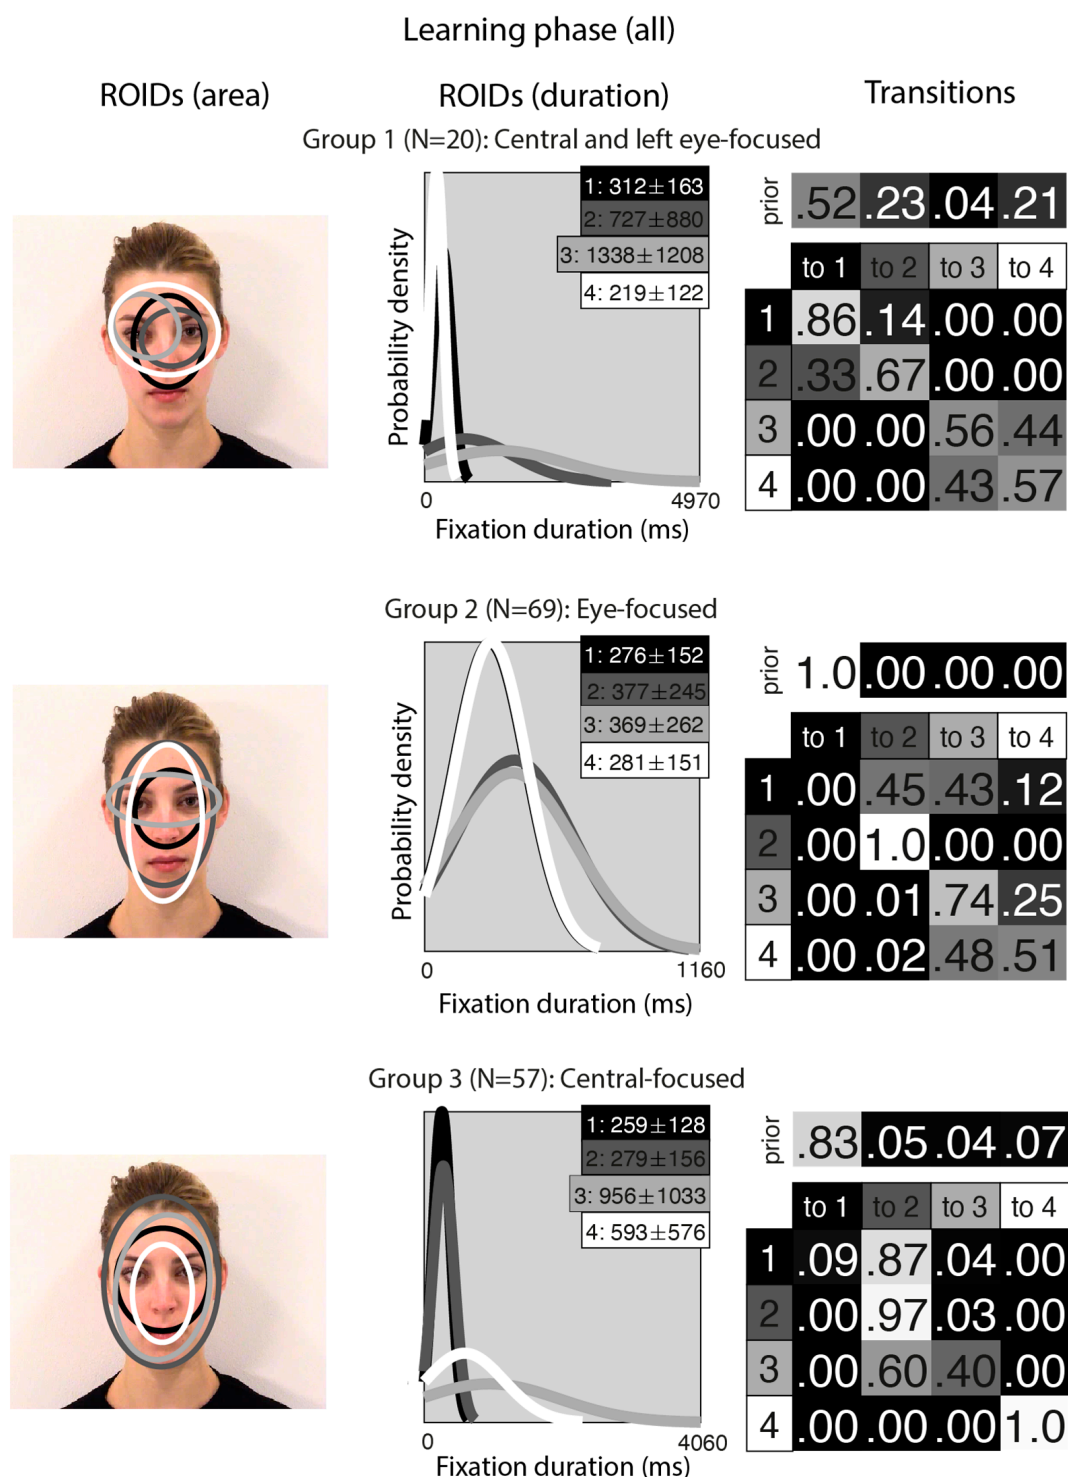 Learning phase (all)
ROIDs (area) ROIDs (duration) Transitions
Group 1 (N=20): Central and left eye-focused
Probability density
1: 312±163
2: 727±880
3: 1338±1208
4: 219±122
0 4970
Fixation duration (ms)
prior .52 .23 .04 .21
to 1 to 2 to 3 to 4
1 .86 .14 .00 .00
2 .33 .67 .00 .00
3 .00 .00 .56 .44
4 .00 .00 .43 .57
Group 2 (N=69): Eye-focused
Probability density
1: 276±152
2: 377±245
3: 369±262
4: 281±151
0 1160
Fixation duration (ms)
prior 1.0 .00 .00 .00
to 1 to 2 to 3 to 4
1 .00 .45 .43 .12
2 .00 1.0 .00 .00
3 .00 .01 .74 .25
4 .00 .02 .48 .51
Group 3 (N=57): Central-focused
1: 259±128
2: 279±156
3: 956±1033
4: 593±576
0 4060
Fixation duration (ms)
prior .83 .05 .04 .07
to 1 to 2 to 3 to 4
1 .09 .87 .04 .00
2 .00 .97 .03 .00
3 .00 .60 .40 .00
4 .00 .00 .00 1.0